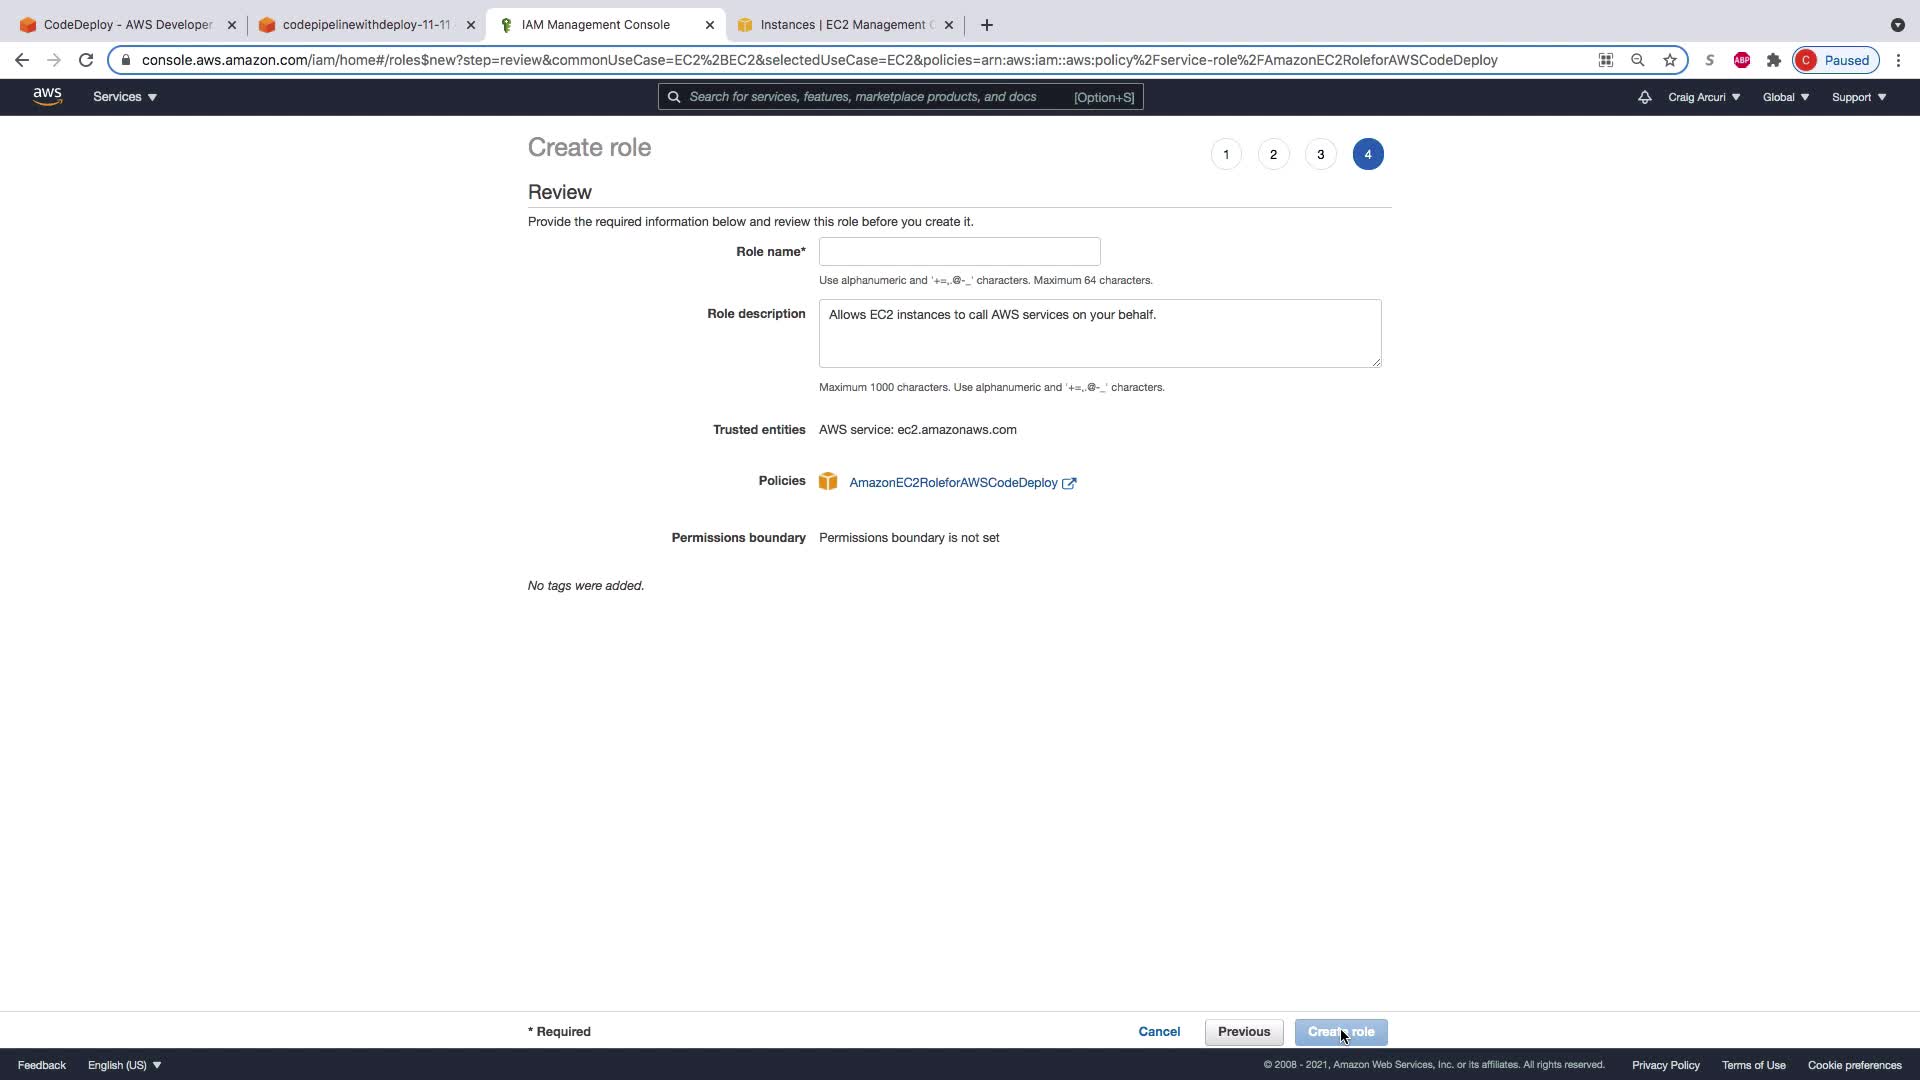 CodeDeploy - AWS Developer
codepipelinewithdeploy-11-11
IAM Management Console
Instances | EC2 Management C
console.aws.amazon.com/iam/home#/roles$new?step=review&commonUseCase=EC2%2BEC2&selectedUseCase=EC2&policies=arn:aws:iam::aws:policy%2Fservice-role%2FAmazonEC2RoleforAWSCodeDeploy
S
ABP
C Paused
aws
Services
Search for services, features, marketplace products, and docs [Option+S]
Craig Arcuri
Global
Support
Create role
1 2 3 4
Review
Provide the required information below and review this role before you create it.
Role name*
Use alphanumeric and '+=,.@-_' characters. Maximum 64 characters.
Role description Allows EC2 instances to call AWS services on your behalf.
Maximum 1000 characters. Use alphanumeric and '+=,.@-_' characters.
Trusted entities AWS service: ec2.amazonaws.com
Policies AmazonEC2RoleforAWSCodeDeploy
Permissions boundary Permissions boundary is not set
No tags were added.
* Required
Cancel
Previous
Create role
Feedback
English (US)
© 2008 - 2021, Amazon Web Services, Inc. or its affiliates. All rights reserved.
Privacy Policy
Terms of Use
Cookie preferences